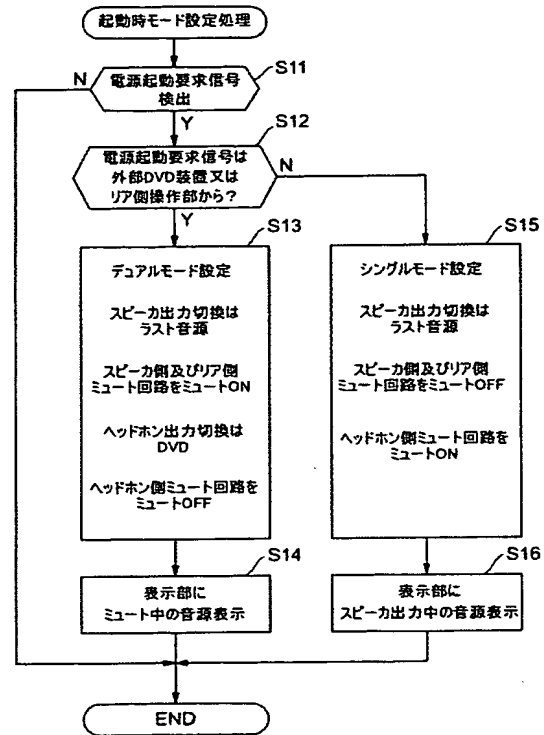 起動時モード設定処理
S11
N
電源起動要求信号
検出
Y
S12
電源起動要求信号は
外部DVD装置又は
リア側操作部から?
N
Y
S13
デュアルモード設定
スピーカ出力切換は
ラスト音源
スピーカ側及びリア側
ミュート回路をミュートON
ヘッドホン出力切換は
DVD
ヘッドホン側ミュート回路を
ミュートOFF
S15
シングルモード設定
スピーカ出力切換は
ラスト音源
スピーカ側及びリア側
ミュート回路をミュートOFF
ヘッドホン側ミュート回路を
ミュートON
S14
表示部に
ミュート中の音源表示
S16
表示部に
スピーカ出力中の音源表示
END